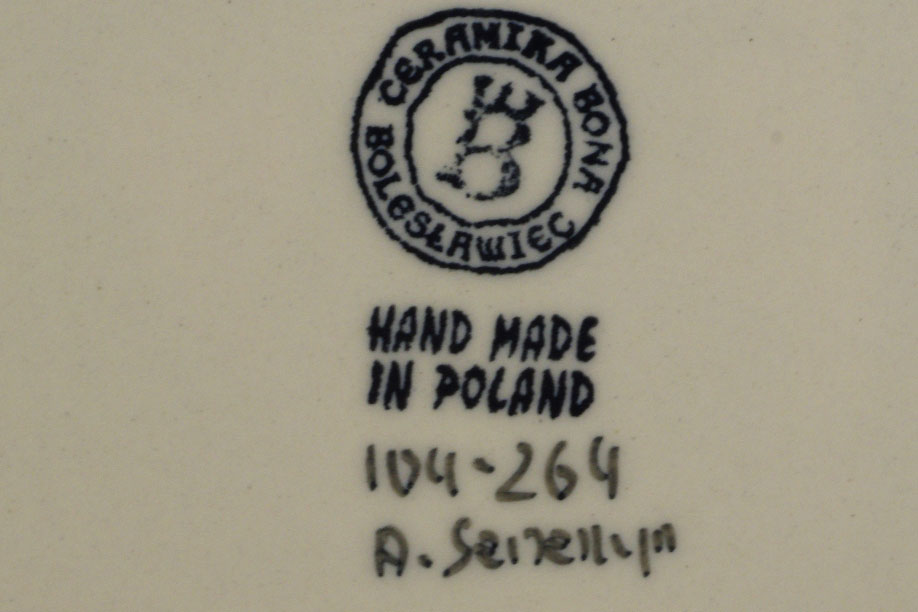 CERAMIKA BONA
BOLESŁAWIEC
B
HAND MADE
IN POLAND
104-264
A.